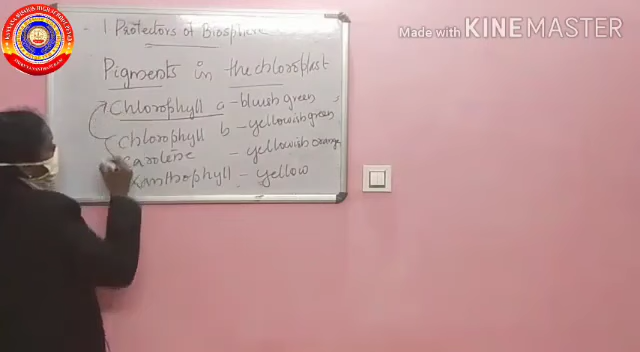 Made with KINEMASTER
1 Protectors of Biosphere
Pigments in the chloroplast
Chlorophyll a - bluish green
Chlorophyll b - yellowish green
Carotene - yellowish orange
Xanthophyll - yellow